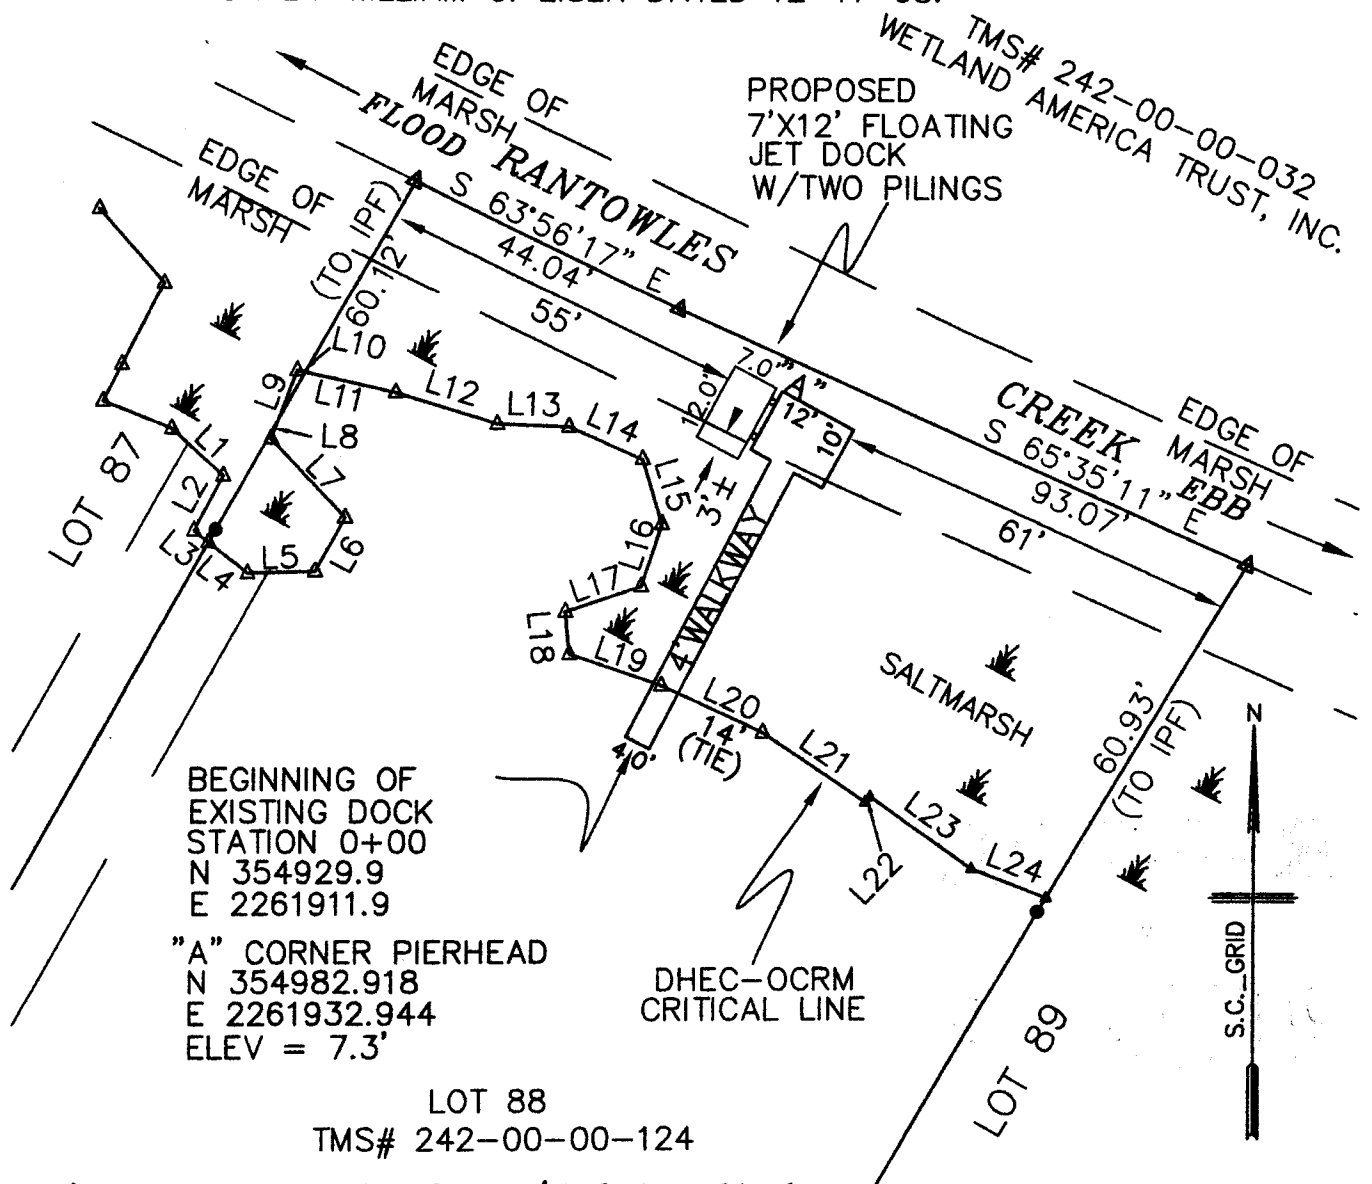 TMS# 242-00-00-032
WETLAND AMERICA TRUST, INC.
EDGE OF
MARSH
FLOOD RANTOWLES
PROPOSED
7'X12' FLOATING
JET DOCK
W/TWO PILINGS
EDGE OF
MARSH
S 63°56'17" E
44.04'
55'
(TO IPF)
60.12'
L10
L9
L11
L12
L13
L14
L8
L7
L1
L2
L3
L4
L5
L6
LOT 87
L15
L16
L17
L18
L19
7.0'
12.0'
"A"
12'
10'
3'±
4'WALKWAY
CREEK
S 65°35'11" E
93.07'
61'
EDGE OF
MARSH
EBB
SALTMARSH
L20
14'
(TIE)
4.0'
L21
L22
L23
L24
60.93'
(TO IPF)
N
S.C. GRID
BEGINNING OF
EXISTING DOCK
STATION 0+00
N 354929.9
E 2261911.9
"A" CORNER PIERHEAD
N 354982.918
E 2261932.944
ELEV = 7.3'
DHEC-OCRM
CRITICAL LINE
LOT 89
LOT 88
TMS# 242-00-00-124